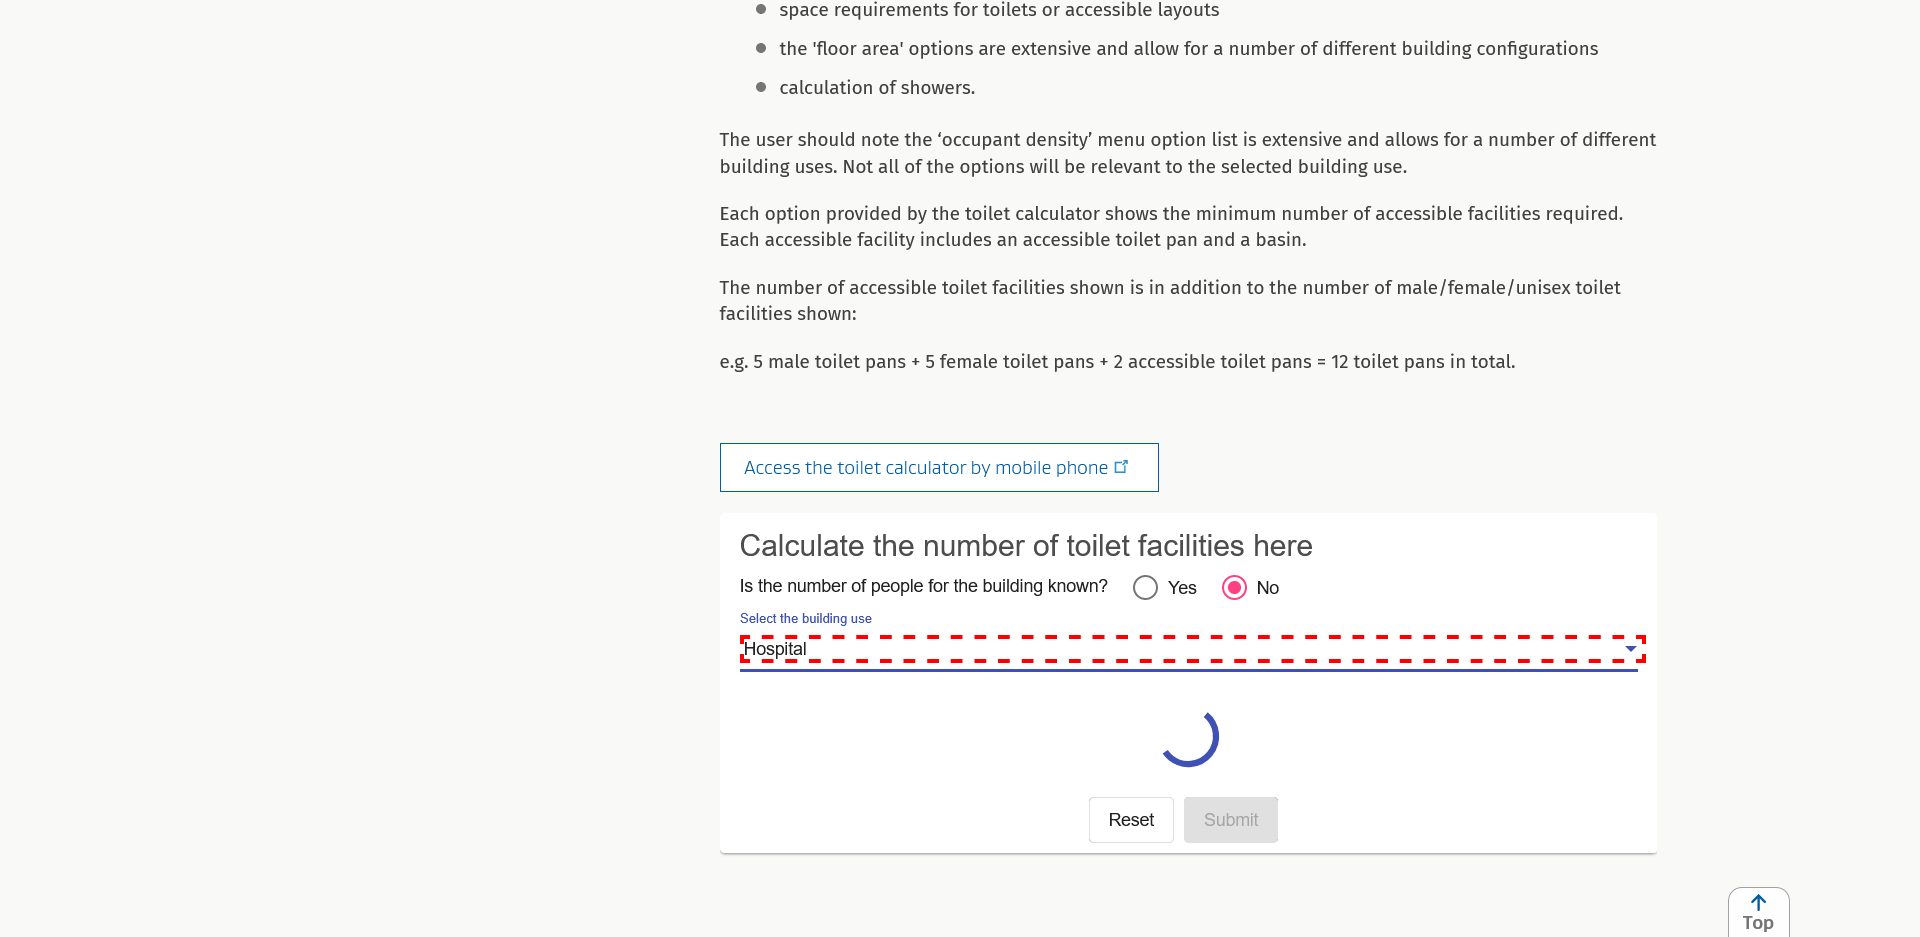 space requirements for toilets or accessible layouts
the 'floor area' options are extensive and allow for a number of different building configurations
calculation of showers.
The user should note the ‘occupant density’ menu option list is extensive and allows for a number of different
building uses. Not all of the options will be relevant to the selected building use.
Each option provided by the toilet calculator shows the minimum number of accessible facilities required.
Each accessible facility includes an accessible toilet pan and a basin.
The number of accessible toilet facilities shown is in addition to the number of male/female/unisex toilet
facilities shown:
e.g. 5 male toilet pans + 5 female toilet pans + 2 accessible toilet pans = 12 toilet pans in total.
Access the toilet calculator by mobile phone
Calculate the number of toilet facilities here
Is the number of people for the building known? Yes No
Select the building use
Hospital
Reset Submit
Top